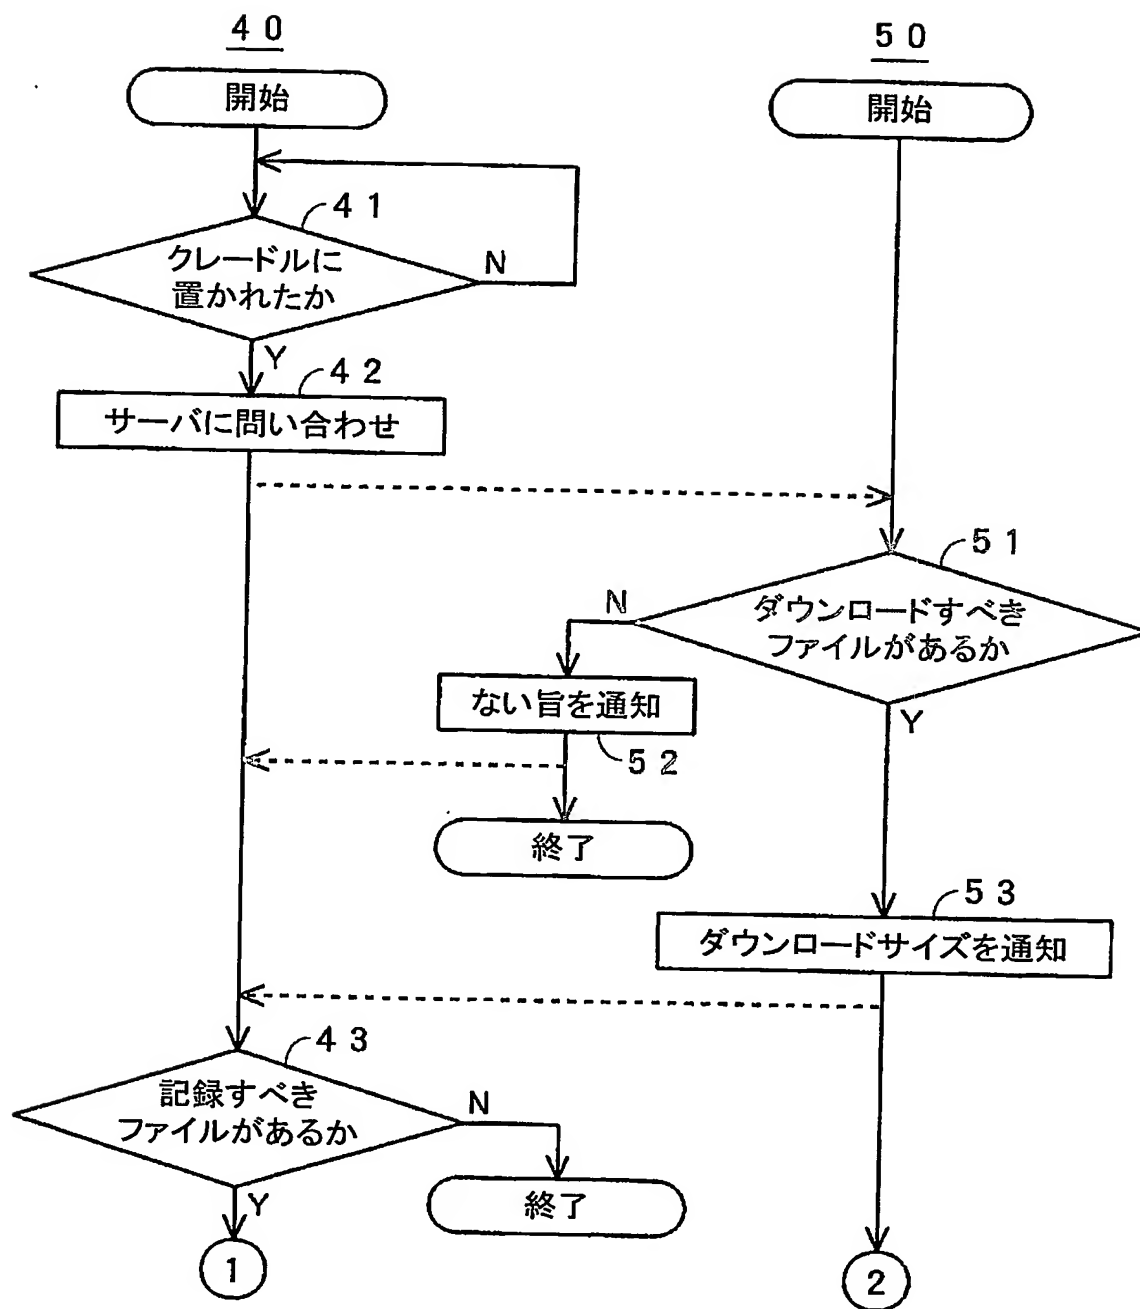 40
開始
41
クレードルに
置かれたか
N
Y
42
サーバに問い合わせ
50
開始
51
ダウンロードすべき
ファイルがあるか
N
Y
ない旨を通知
52
終了
53
ダウンロードサイズを通知
43
記録すべき
ファイルがあるか
N
終了
Y
1
2